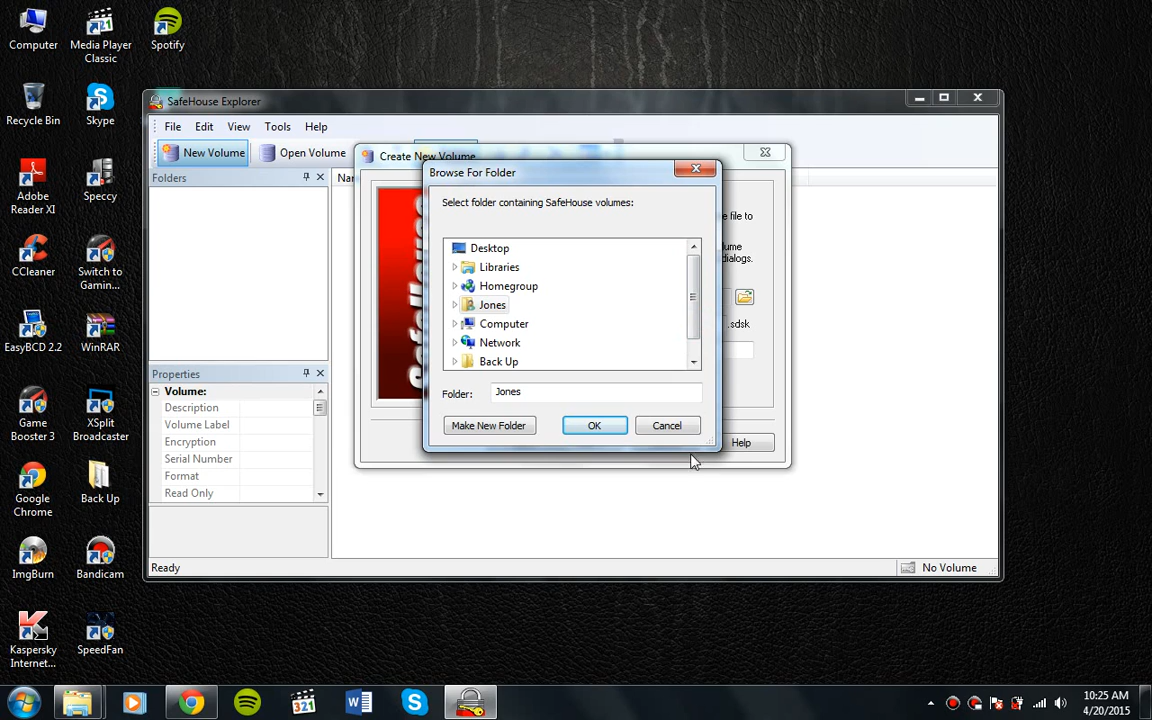 Computer
Media Player
Classic
Spotify
Recycle Bin
Skype
Adobe
Reader XI
Speccy
CCleaner
Switch to
Gamin...
EasyBCD 2.2
WinRAR
Game
Booster 3
XSplit
Broadcaster
Google
Chrome
Back Up
ImgBurn
Bandicam
Kaspersky
Internet...
SpeedFan
SafeHouse Explorer
File
Edit
View
Tools
Help
New Volume
Open Volume
Folders
Properties
Volume:
Description
Volume Label
Encryption
Serial Number
Format
Read Only
Ready
No Volume
Create New Volume
e file to
dialogs.
.sdsk
Help
Browse For Folder
Select folder containing SafeHouse volumes:
Desktop
Libraries
Homegroup
Jones
Computer
Network
Back Up
Folder:
Jones
Make New Folder
OK
Cancel
321
10:25 AM
4/20/2015